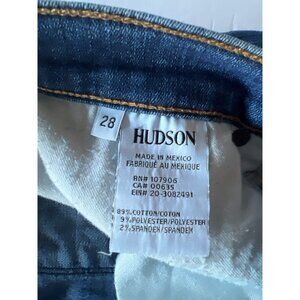 28
HUDSON
MADE IN MEXICO
FABRIQUÉ AU MEXIQUE
RN# 107906
CA# 00635
EIN# 20-3082491
89% COTTON/COTON
9% POLYESTER/POLYESTER
2% SPANDEX/SPANDEX